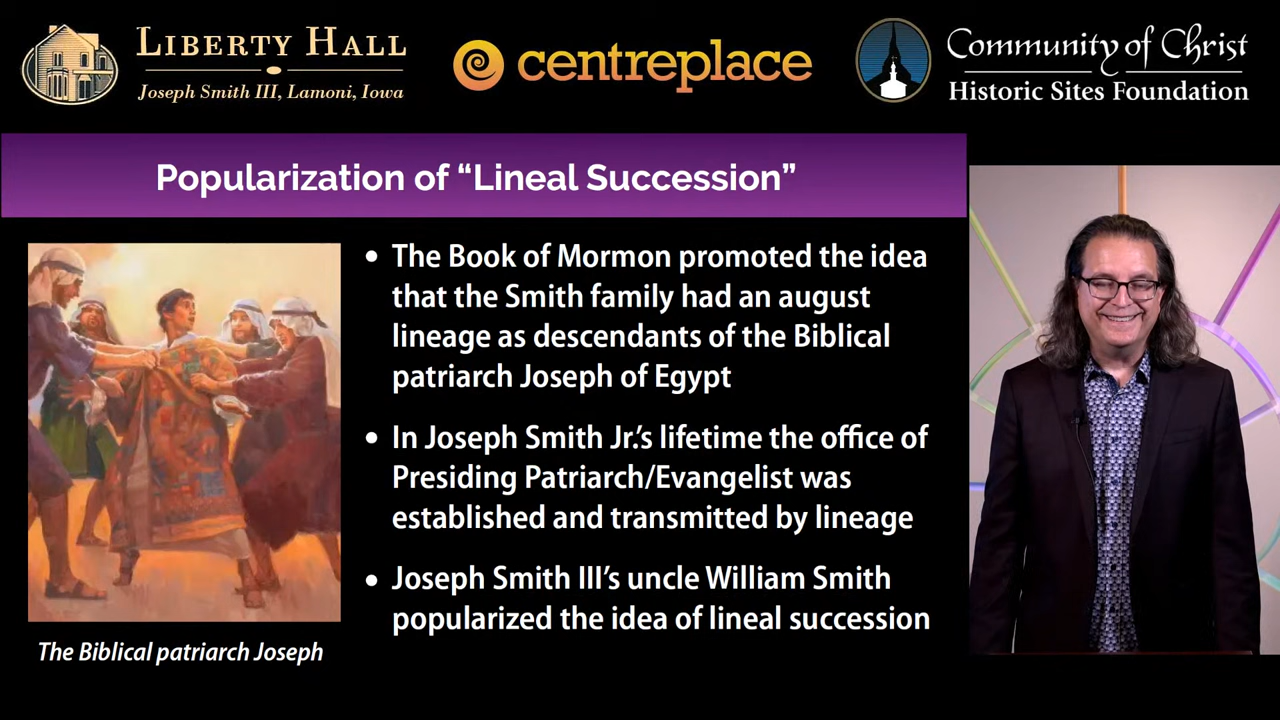 LIBERTY HALL
Joseph Smith III, Lamoni, Iowa
centreplace
Community of Christ
Historic Sites Foundation
Popularization of “Lineal Succession”
• The Book of Mormon promoted the idea
that the Smith family had an august
lineage as descendants of the Biblical
patriarch Joseph of Egypt
• In Joseph Smith Jr.’s lifetime the office of
Presiding Patriarch/Evangelist was
established and transmitted by lineage
• Joseph Smith III’s uncle William Smith
popularized the idea of lineal succession
The Biblical patriarch Joseph